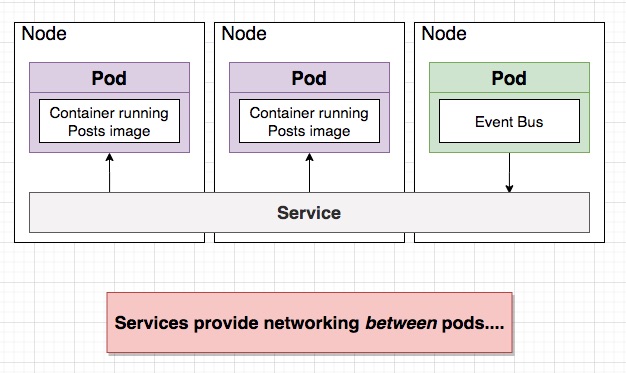 Node
Node
Node
Pod
Pod
Pod
Container running
Posts image
Container running
Posts image
Event Bus
Service
Services provide networking between pods....